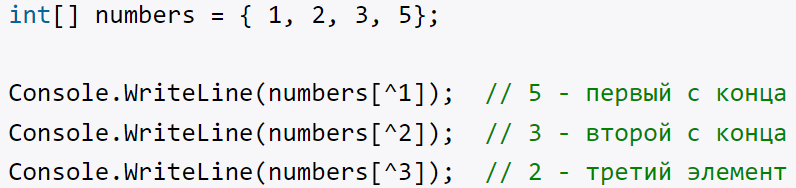 int[] numbers = { 1, 2, 3, 5};
Console.WriteLine(numbers[^1]);  // 5 - первый с конца
Console.WriteLine(numbers[^2]);  // 3 - второй с конца
Console.WriteLine(numbers[^3]);  // 2 - третий элемент